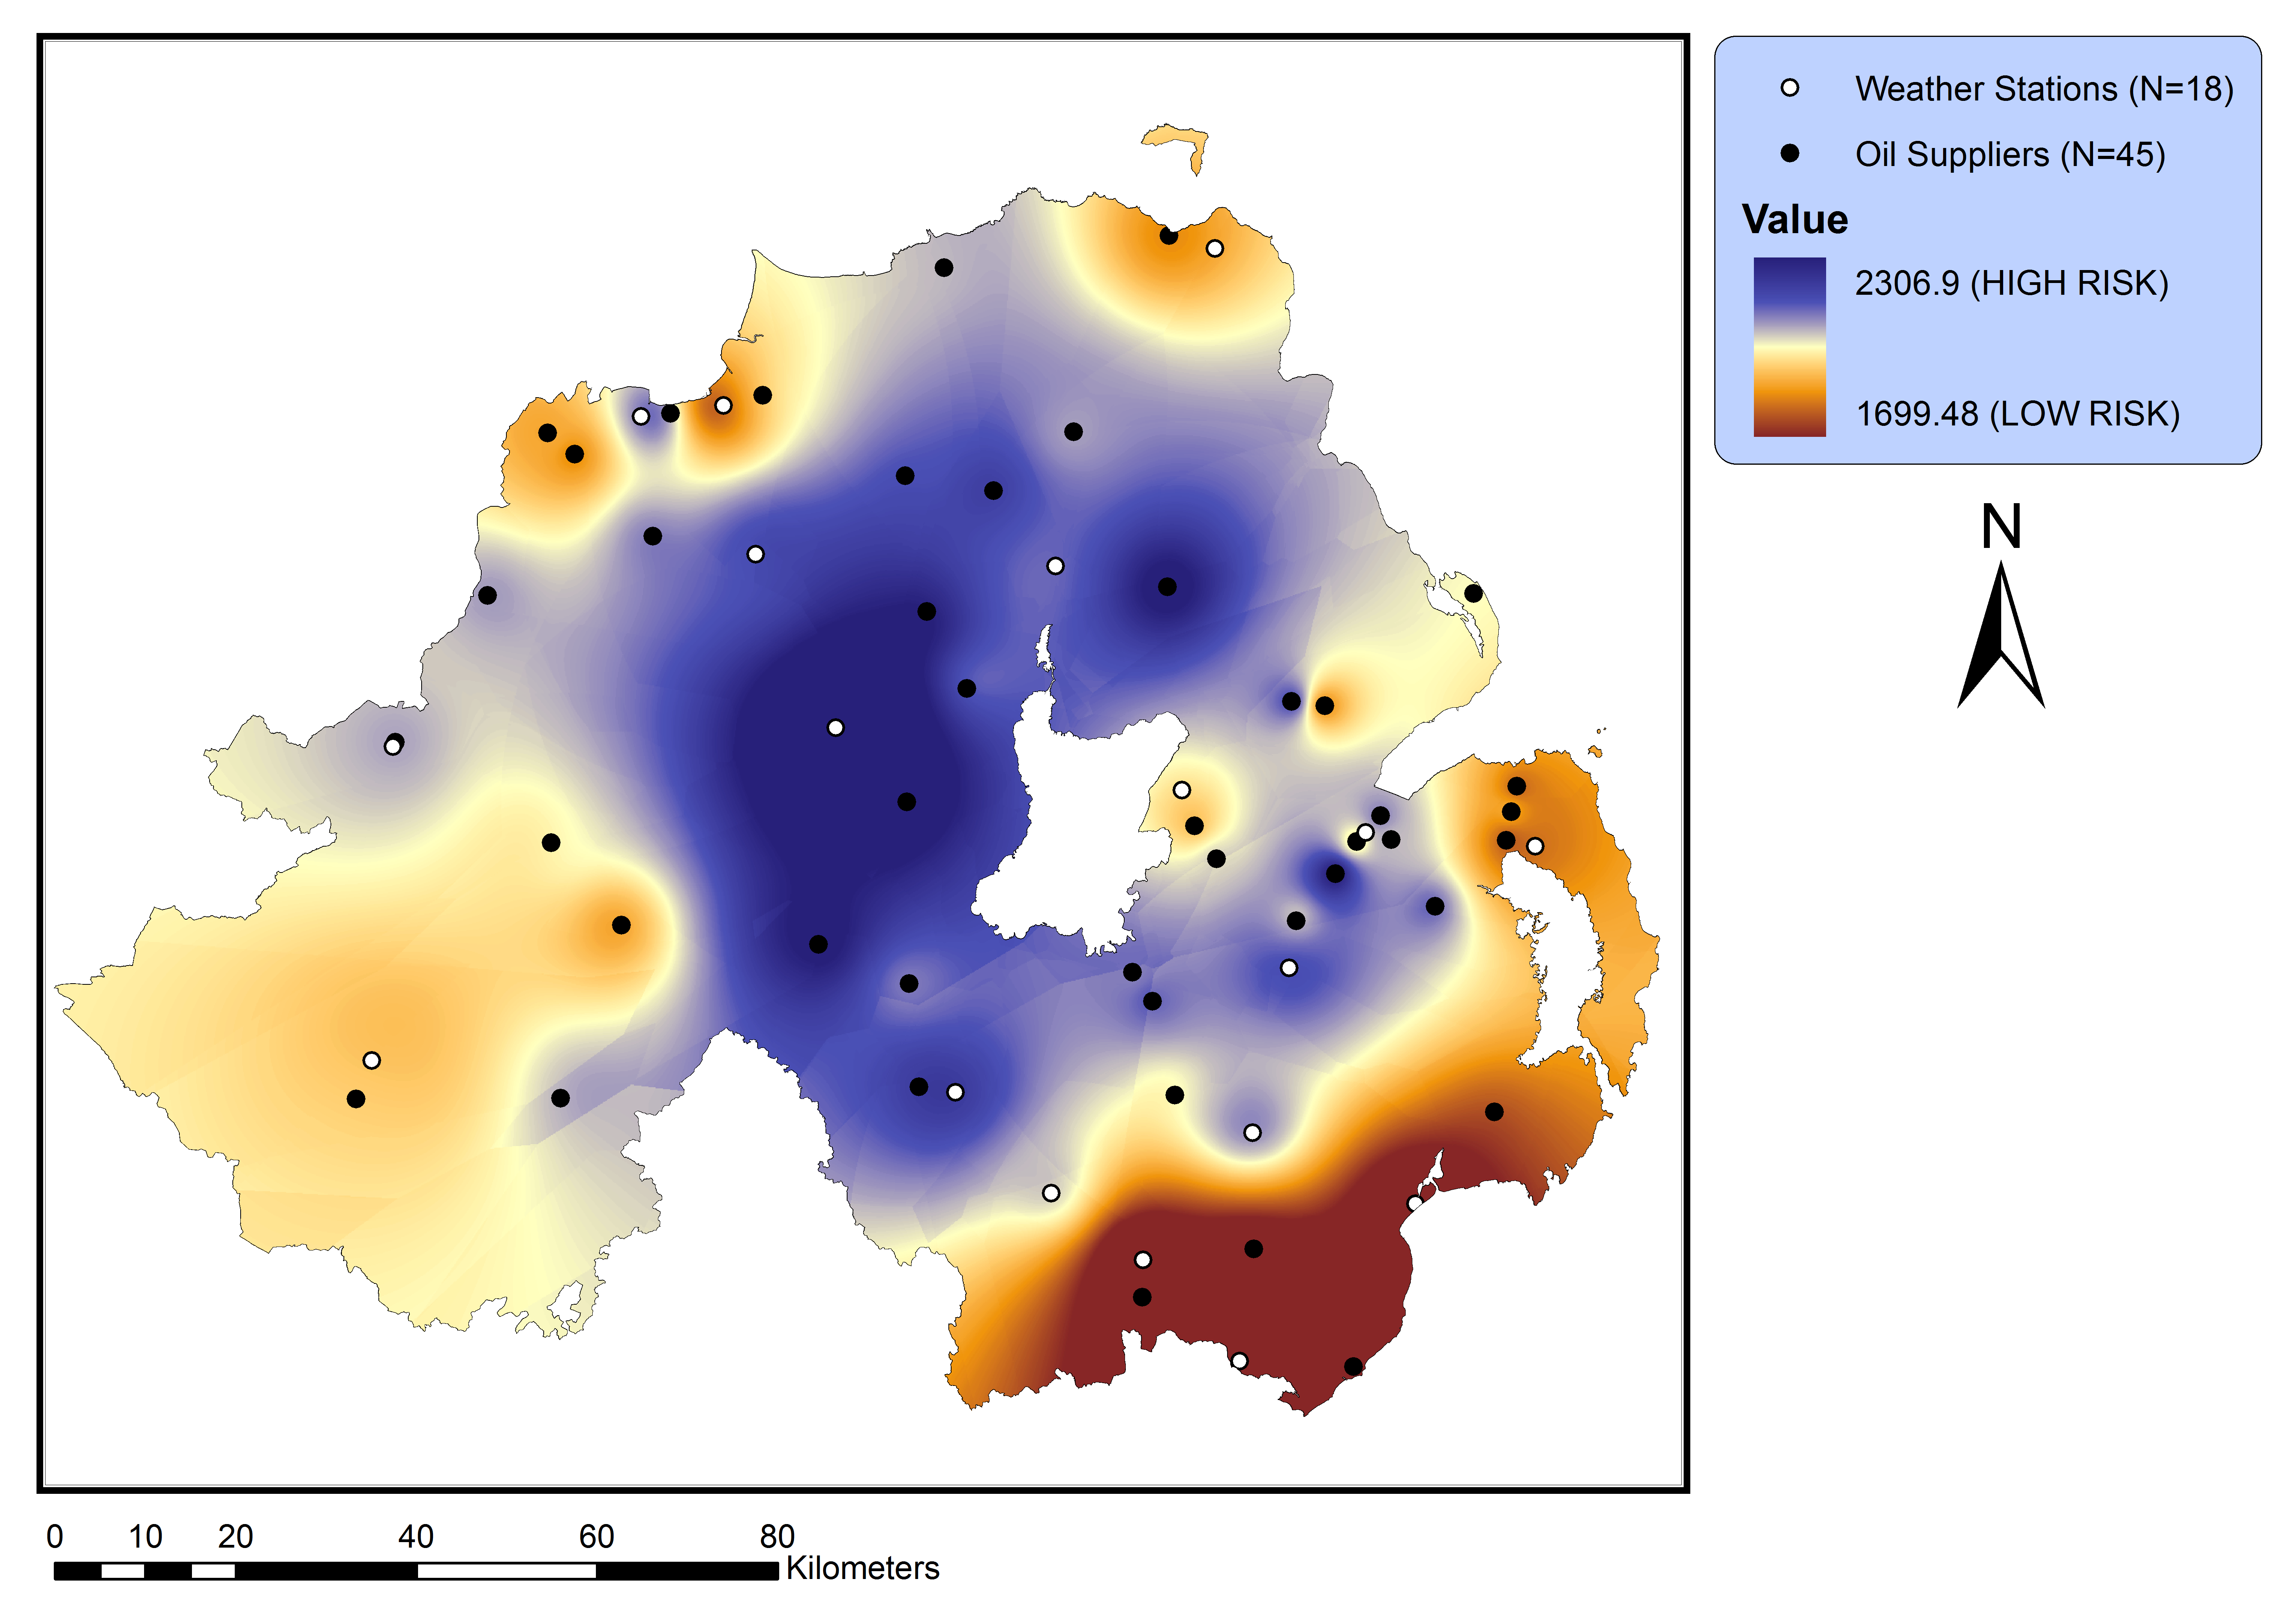 Weather Stations (N=18)
Oil Suppliers (N=45)
Value
2306.9 (HIGH RISK)
1699.48 (LOW RISK)
N
0 10 20 40 60 80
Kilometers